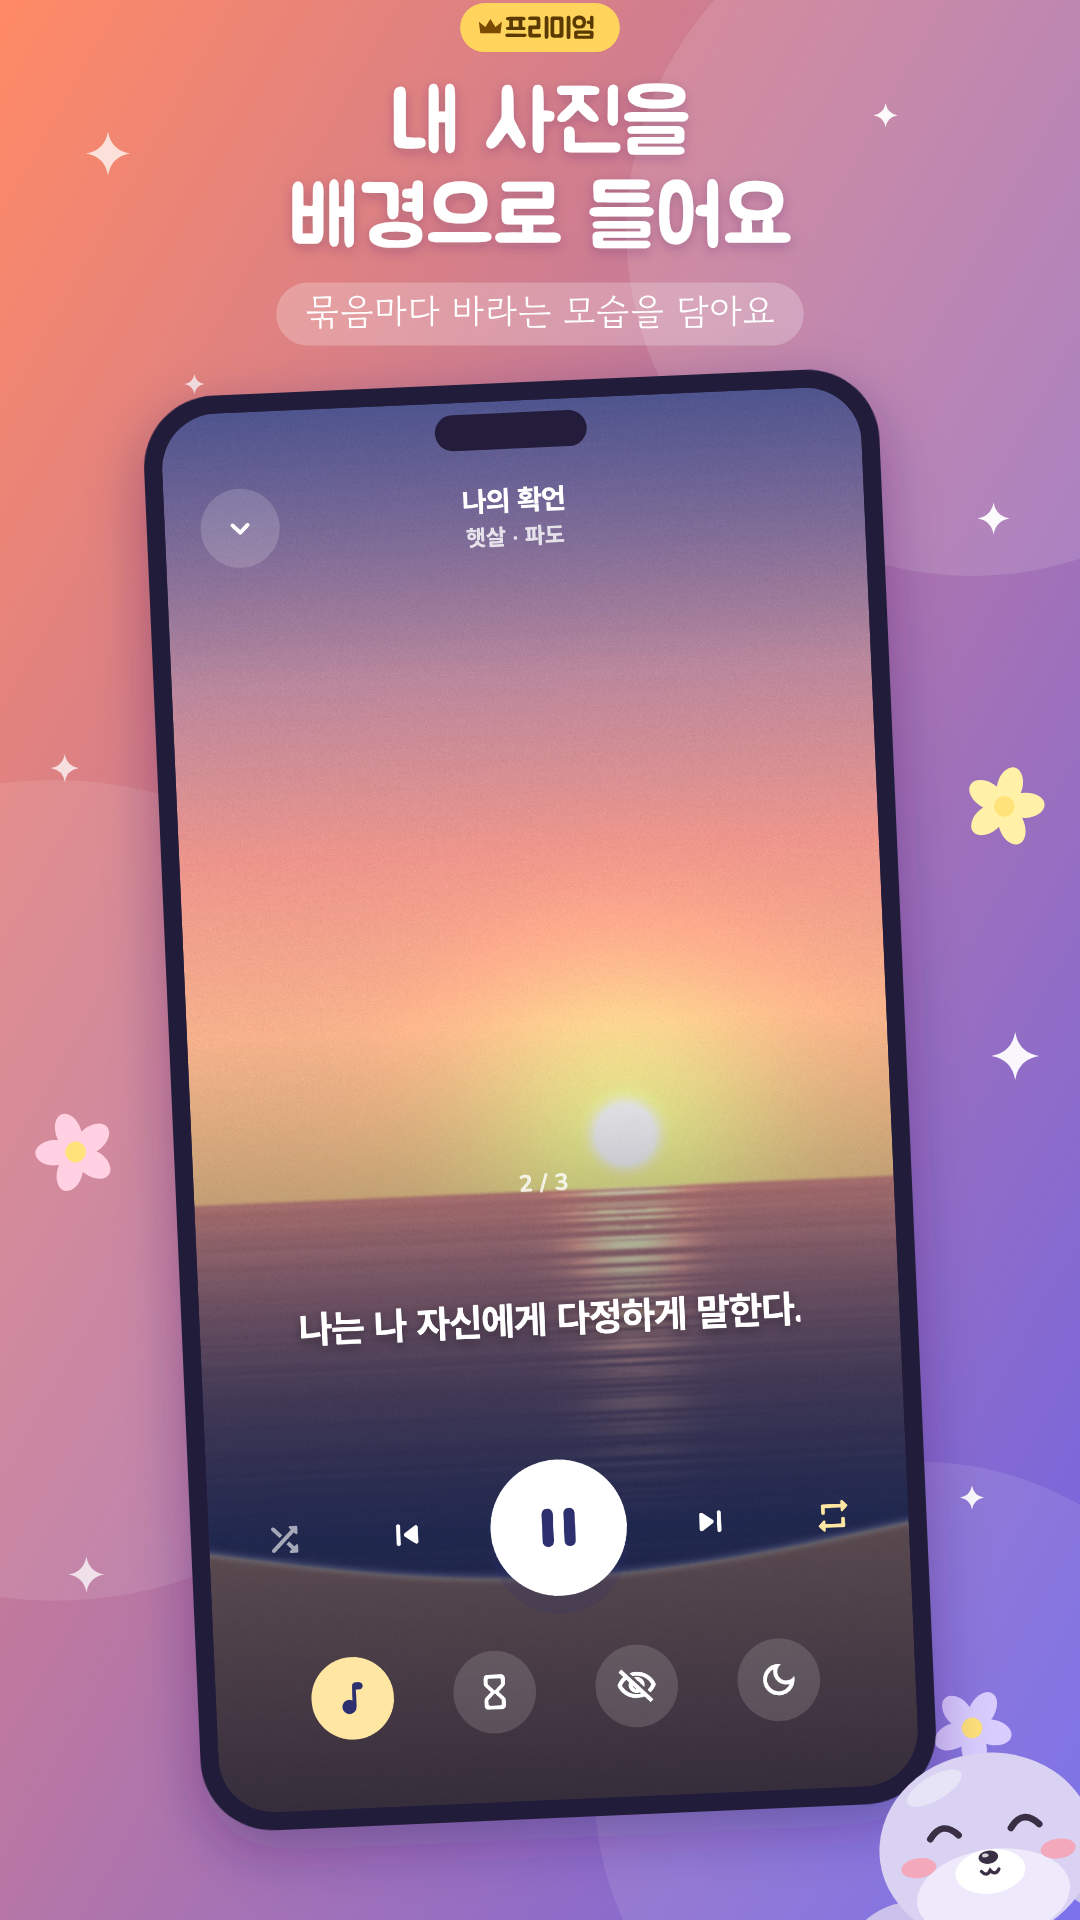 프리미엄
내 사진을
배경으로 들어요
묶음마다 바라는 모습을 담아요
나의 확언
햇살 · 파도
2 / 3
나는 나 자신에게 다정하게 말한다.